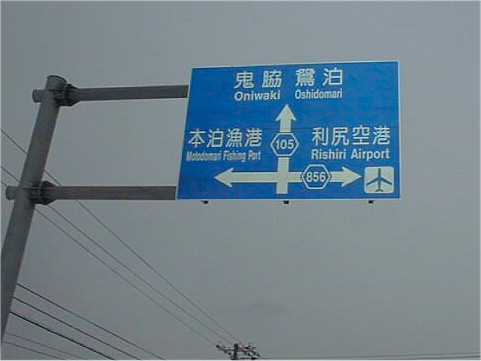 鬼脇 鴛泊
Oniwaki Oshidomari
本泊漁港
Motodomari Fishing Port
105
利尻空港
Rishiri Airport
856